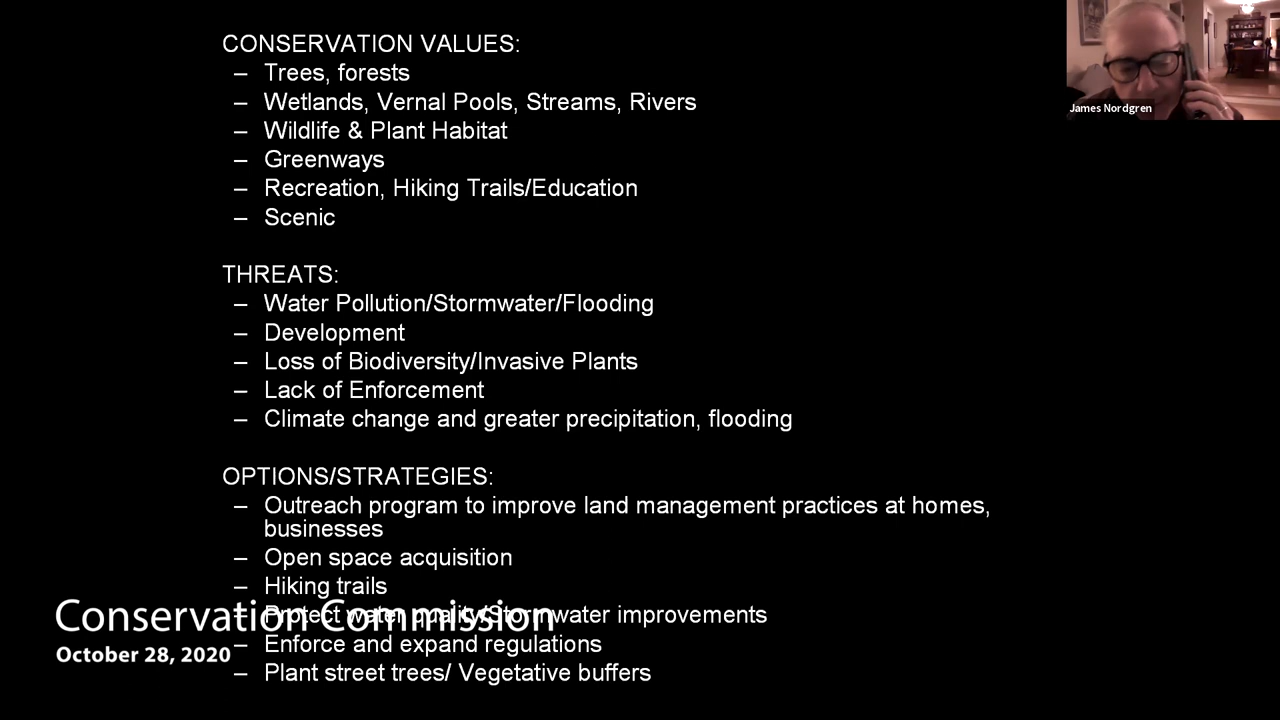 CONSERVATION VALUES:
– Trees, forests
– Wetlands, Vernal Pools, Streams, Rivers
– Wildlife & Plant Habitat
– Greenways
– Recreation, Hiking Trails/Education
– Scenic
James Nordgren
THREATS:
– Water Pollution/Stormwater/Flooding
– Development
– Loss of Biodiversity/Invasive Plants
– Lack of Enforcement
– Climate change and greater precipitation, flooding
OPTIONS/STRATEGIES:
– Outreach program to improve land management practices at homes,
businesses
– Open space acquisition
– Hiking trails
– Protect water quality/Stormwater improvements
– Enforce and expand regulations
– Plant street trees/ Vegetative buffers
Conservation Commission
October 28, 2020